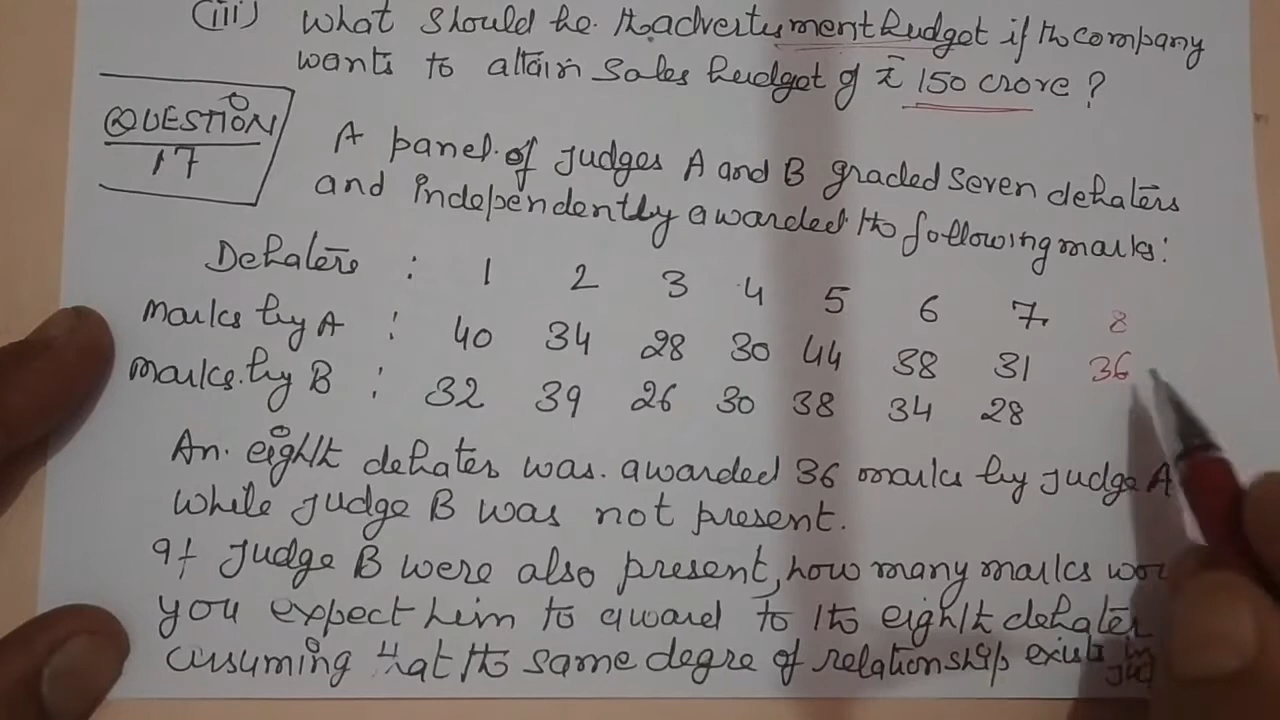 (iii) What should be the advertisment budget if the company
wants to attain sales budget of ₹ 150 crore?
QUESTION
17
A panel of judges A and B graded seven debaters
and independently awarded the following marks:
Debaters : 1 2 3 4 5 6 7 8
Marks by A : 40 34 28 30 44 38 31 36
Marks by B : 32 39 26 30 38 34 28
An eighth debater was awarded 36 marks by judge A
while judge B was not present.
If judge B were also present, how many marks
you expect him to award to the eighth debater
assuming that the same degree of relationship exists in